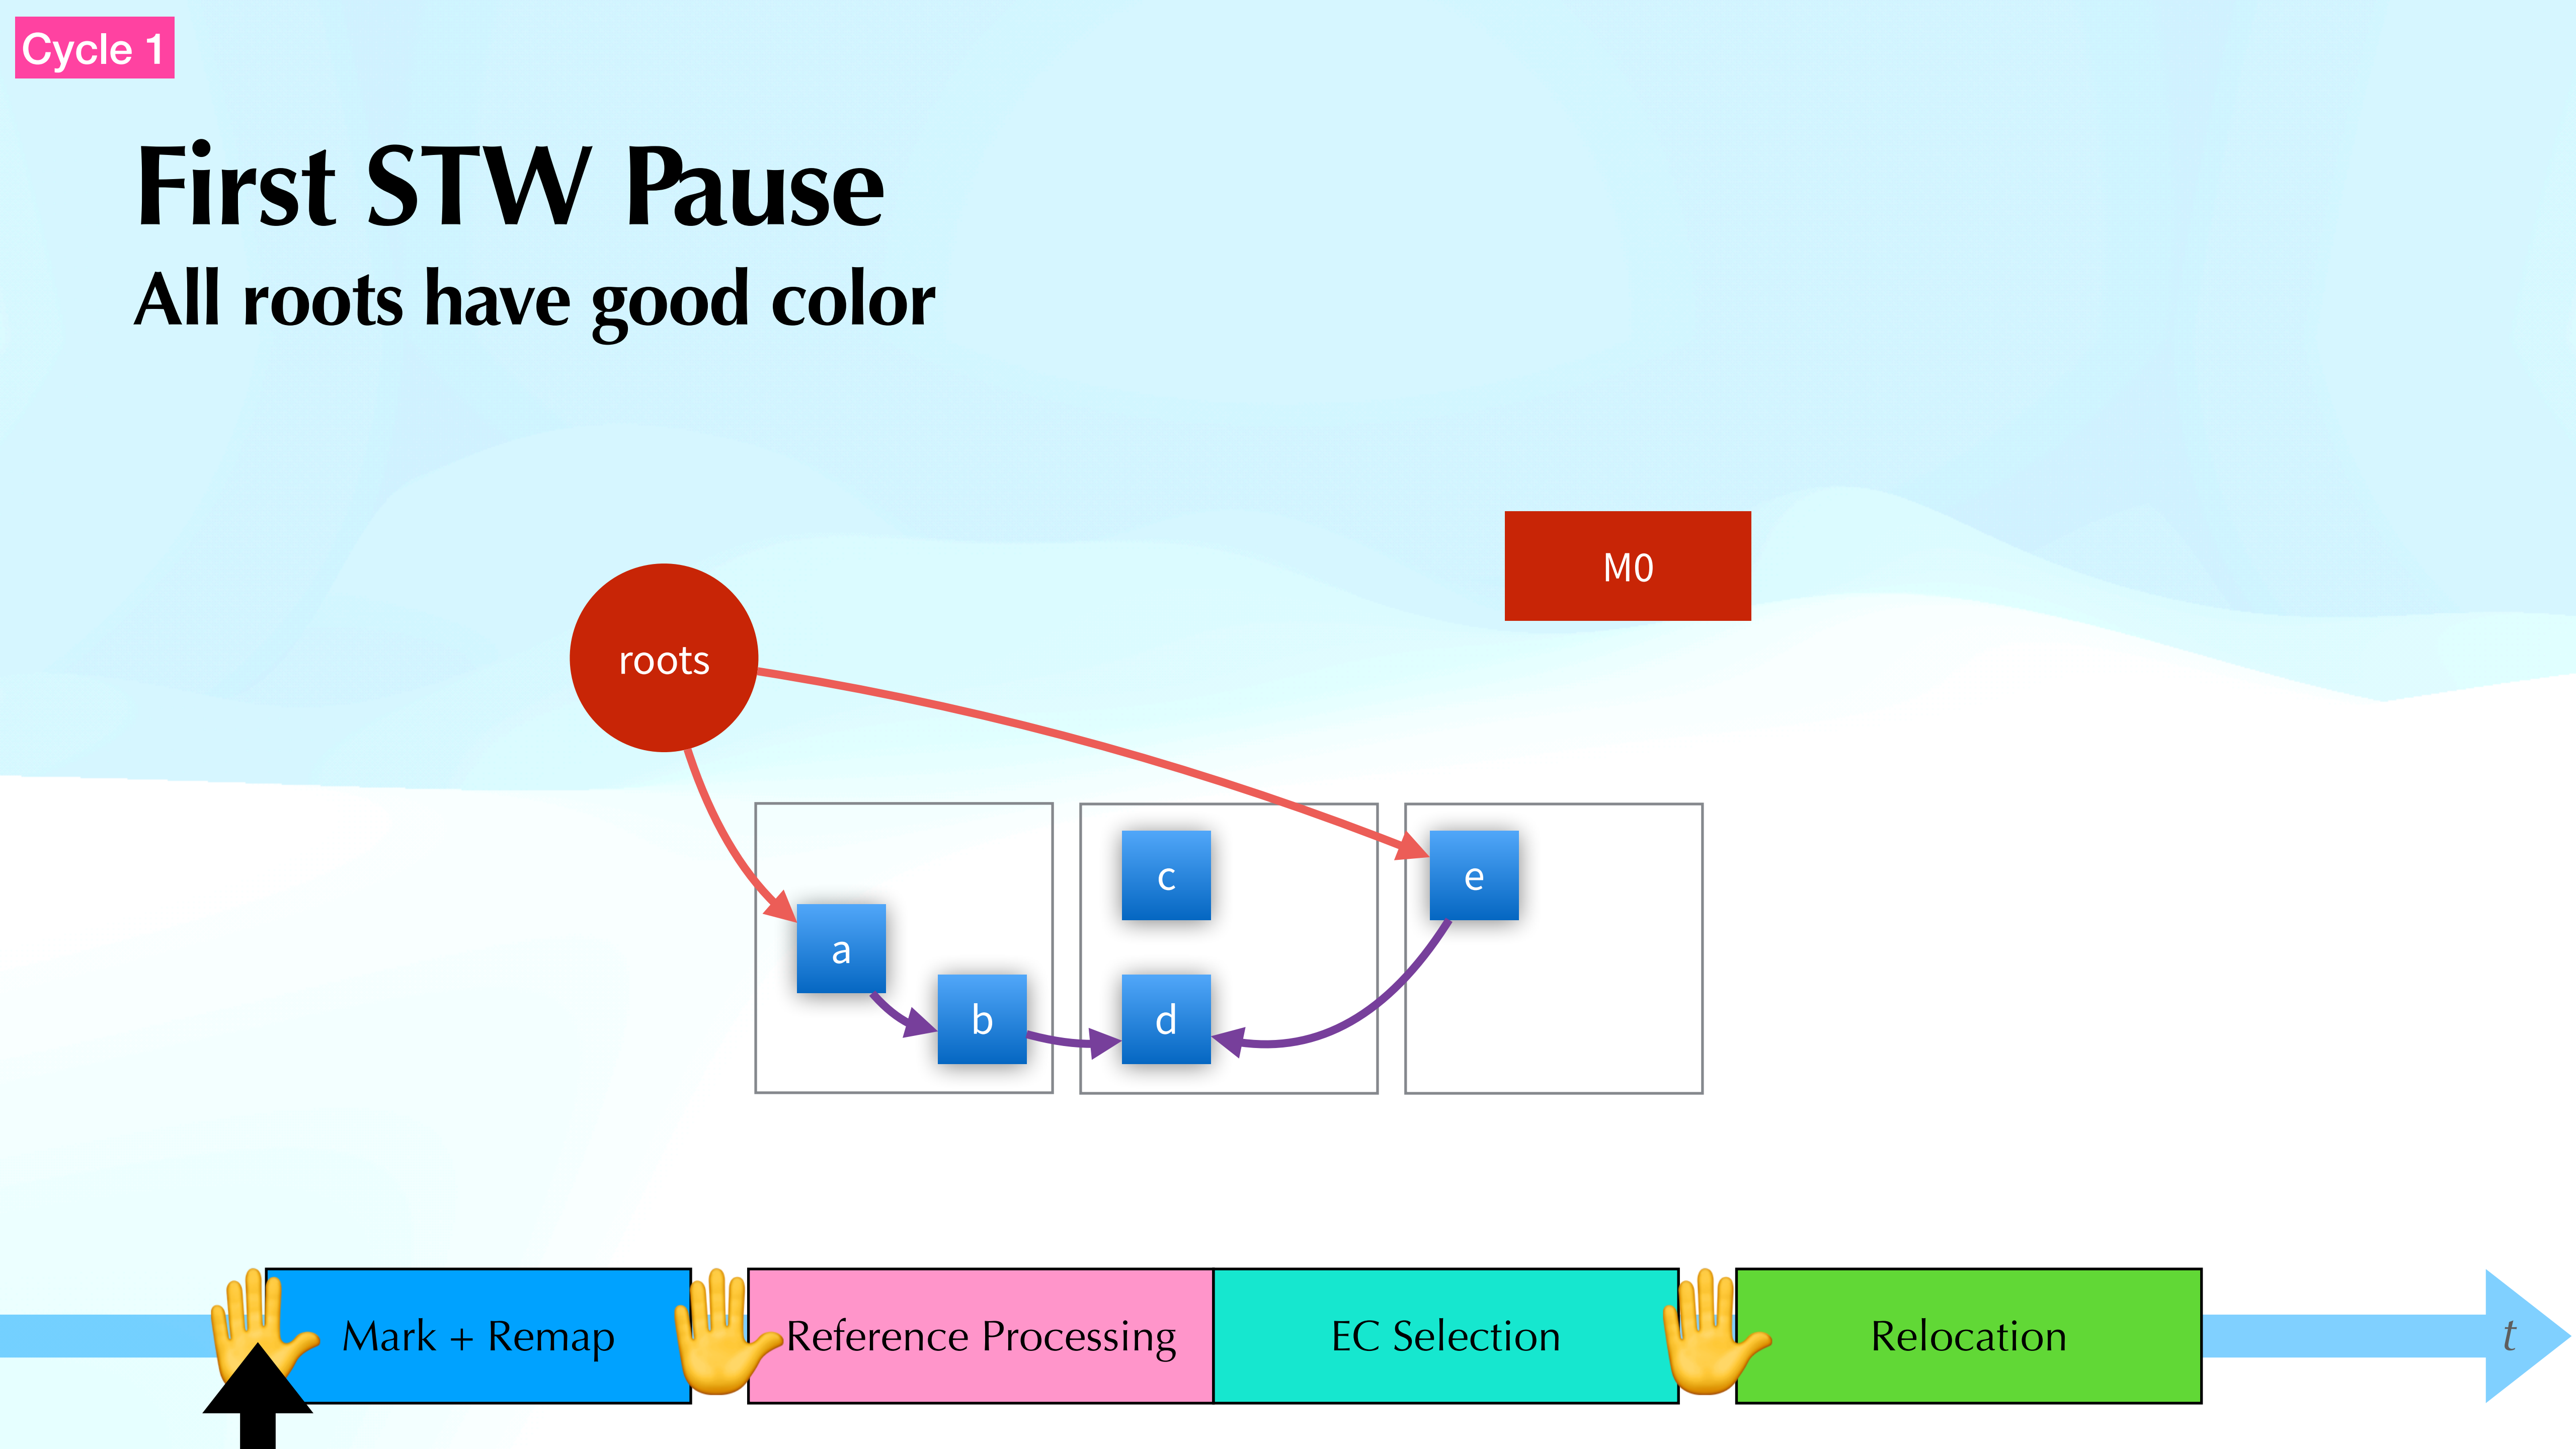 Cycle 1
First STW Pause
All roots have good color
M0
roots
c
e
a
b
d
Mark + Remap
Reference Processing
EC Selection
Relocation
t